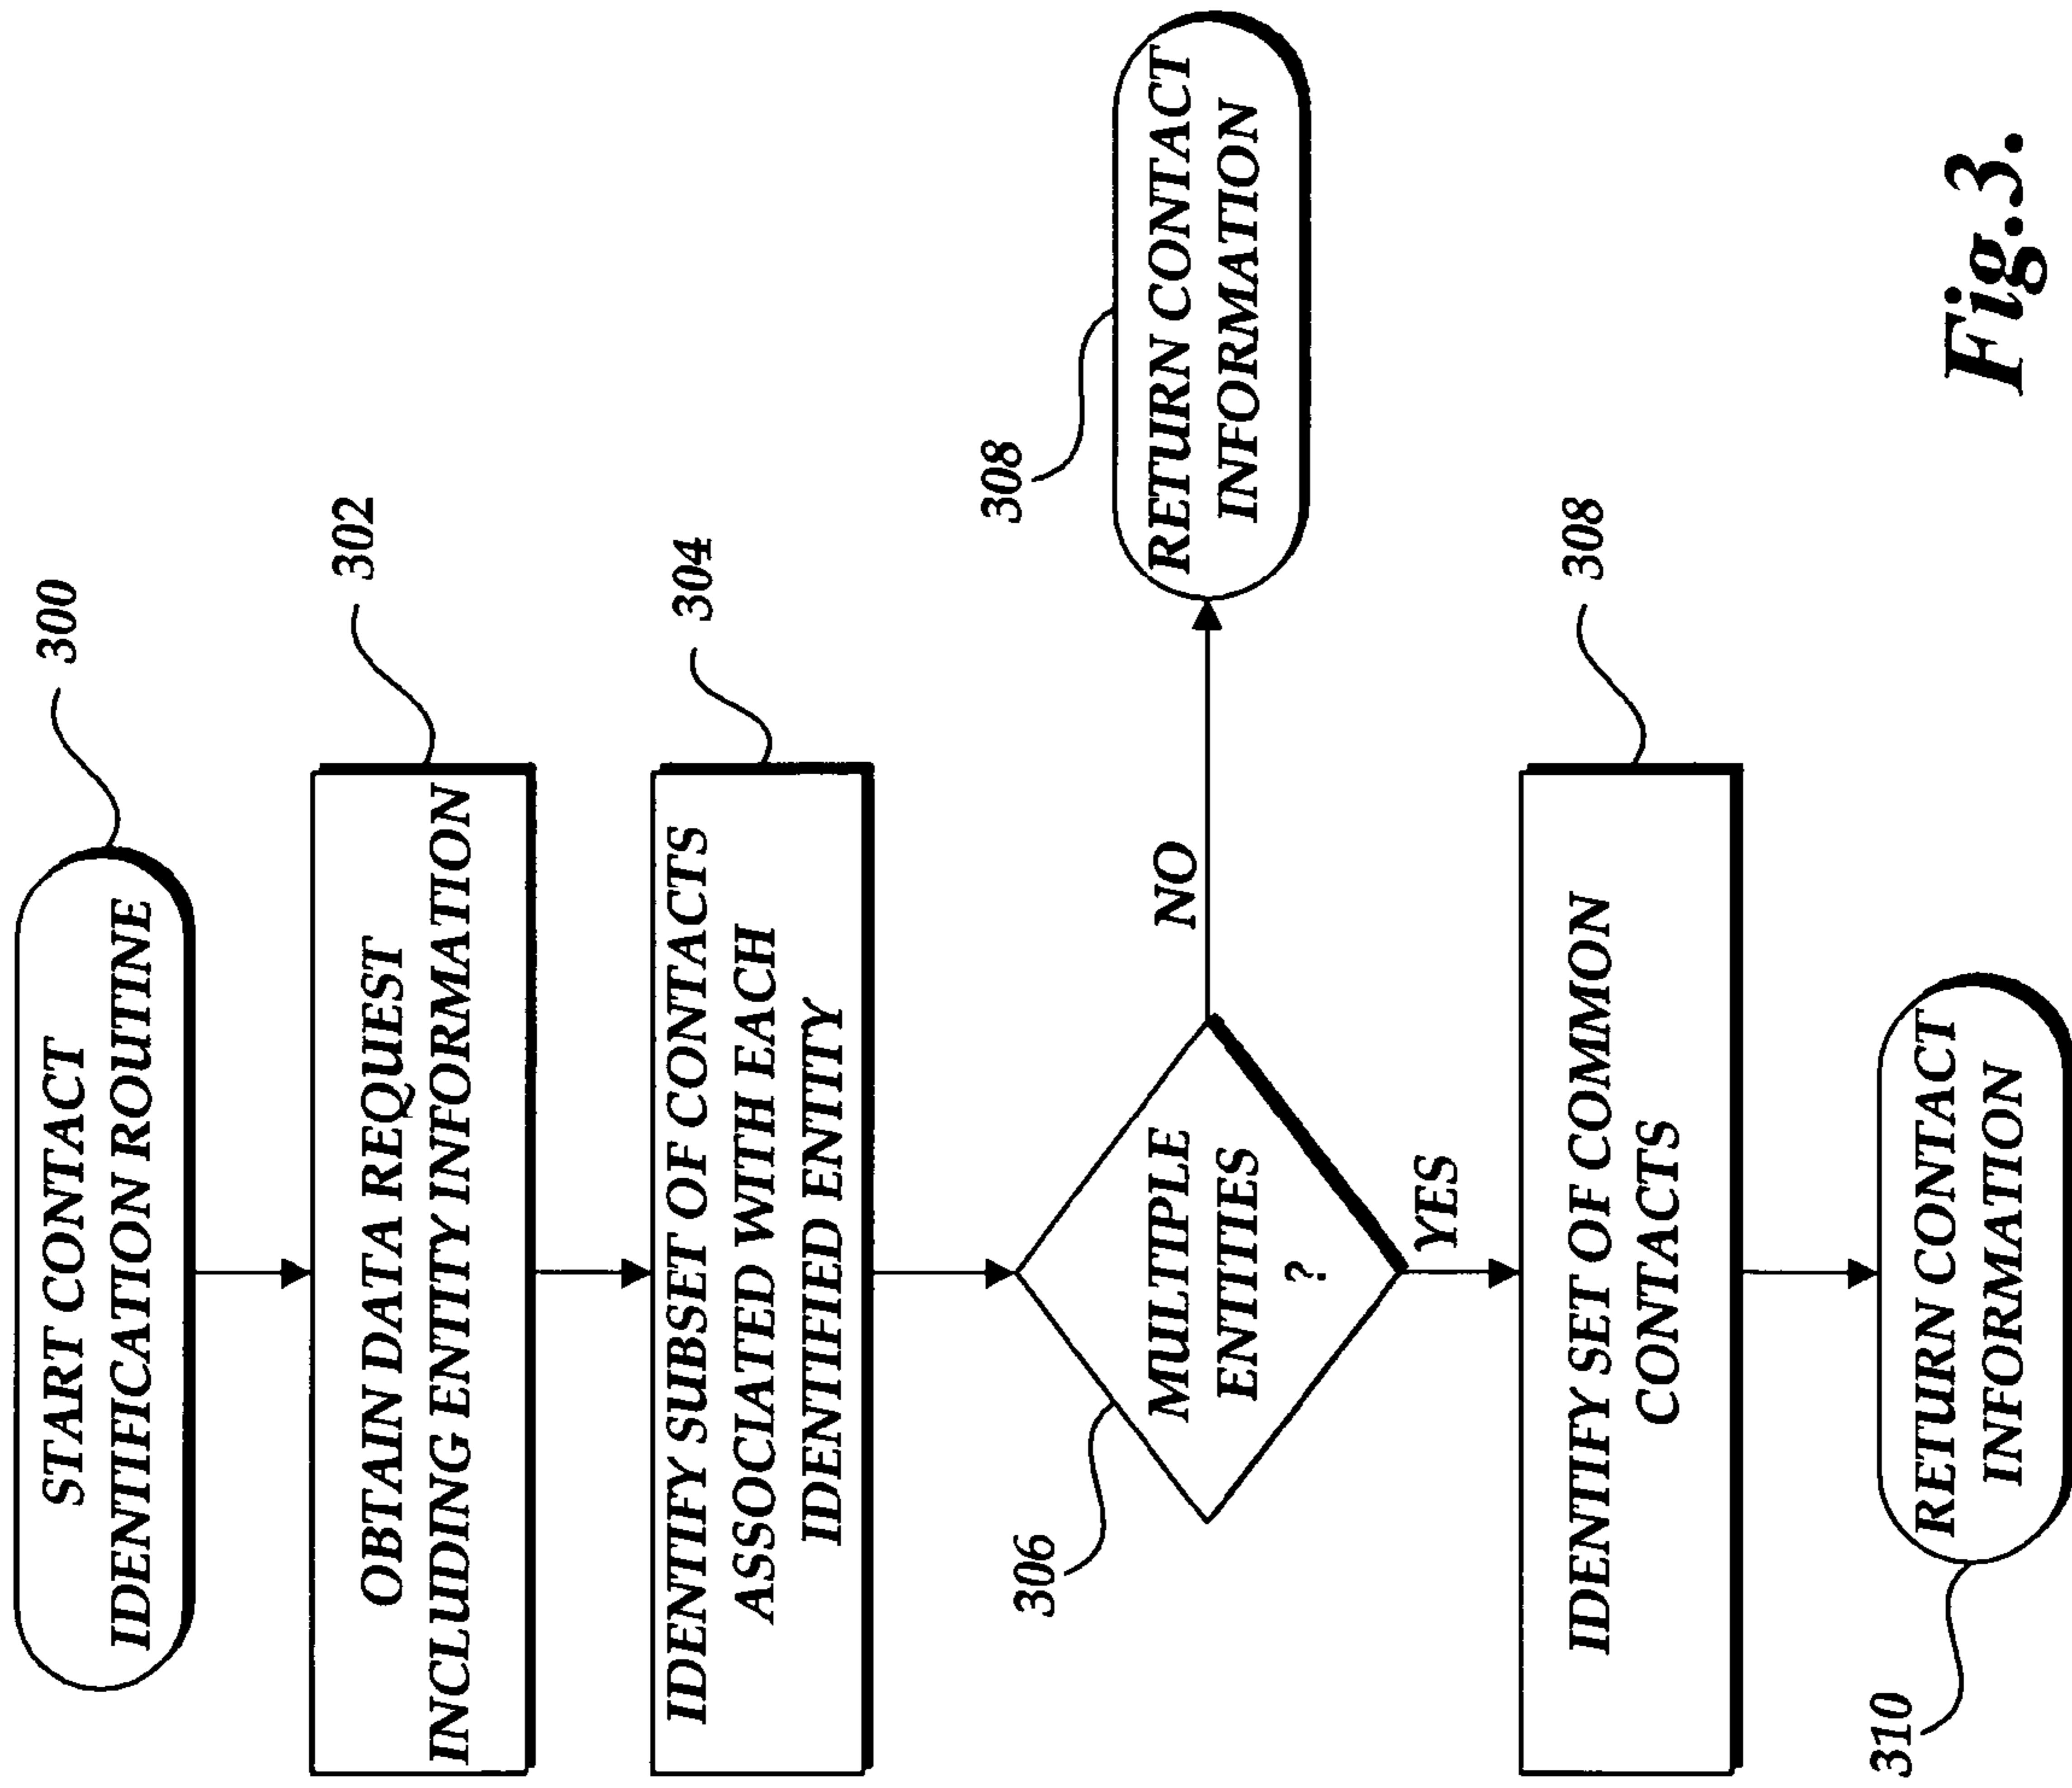 START CONTACT
IDENTIFICATION ROUTINE
300
OBTAIN DATA REQUEST
INCLUDING ENTITY INFORMATION
302
IDENTIFY SUBSET OF CONTACTS
ASSOCIATED WITH EACH
IDENTIFIED ENTITY
304
306
MULTIPLE
ENTITIES
?
NO
308
RETURN CONTACT
INFORMATION
YES
IDENTIFY SET OF COMMON
CONTACTS
308
310
RETURN CONTACT
INFORMATION
Fig.3.